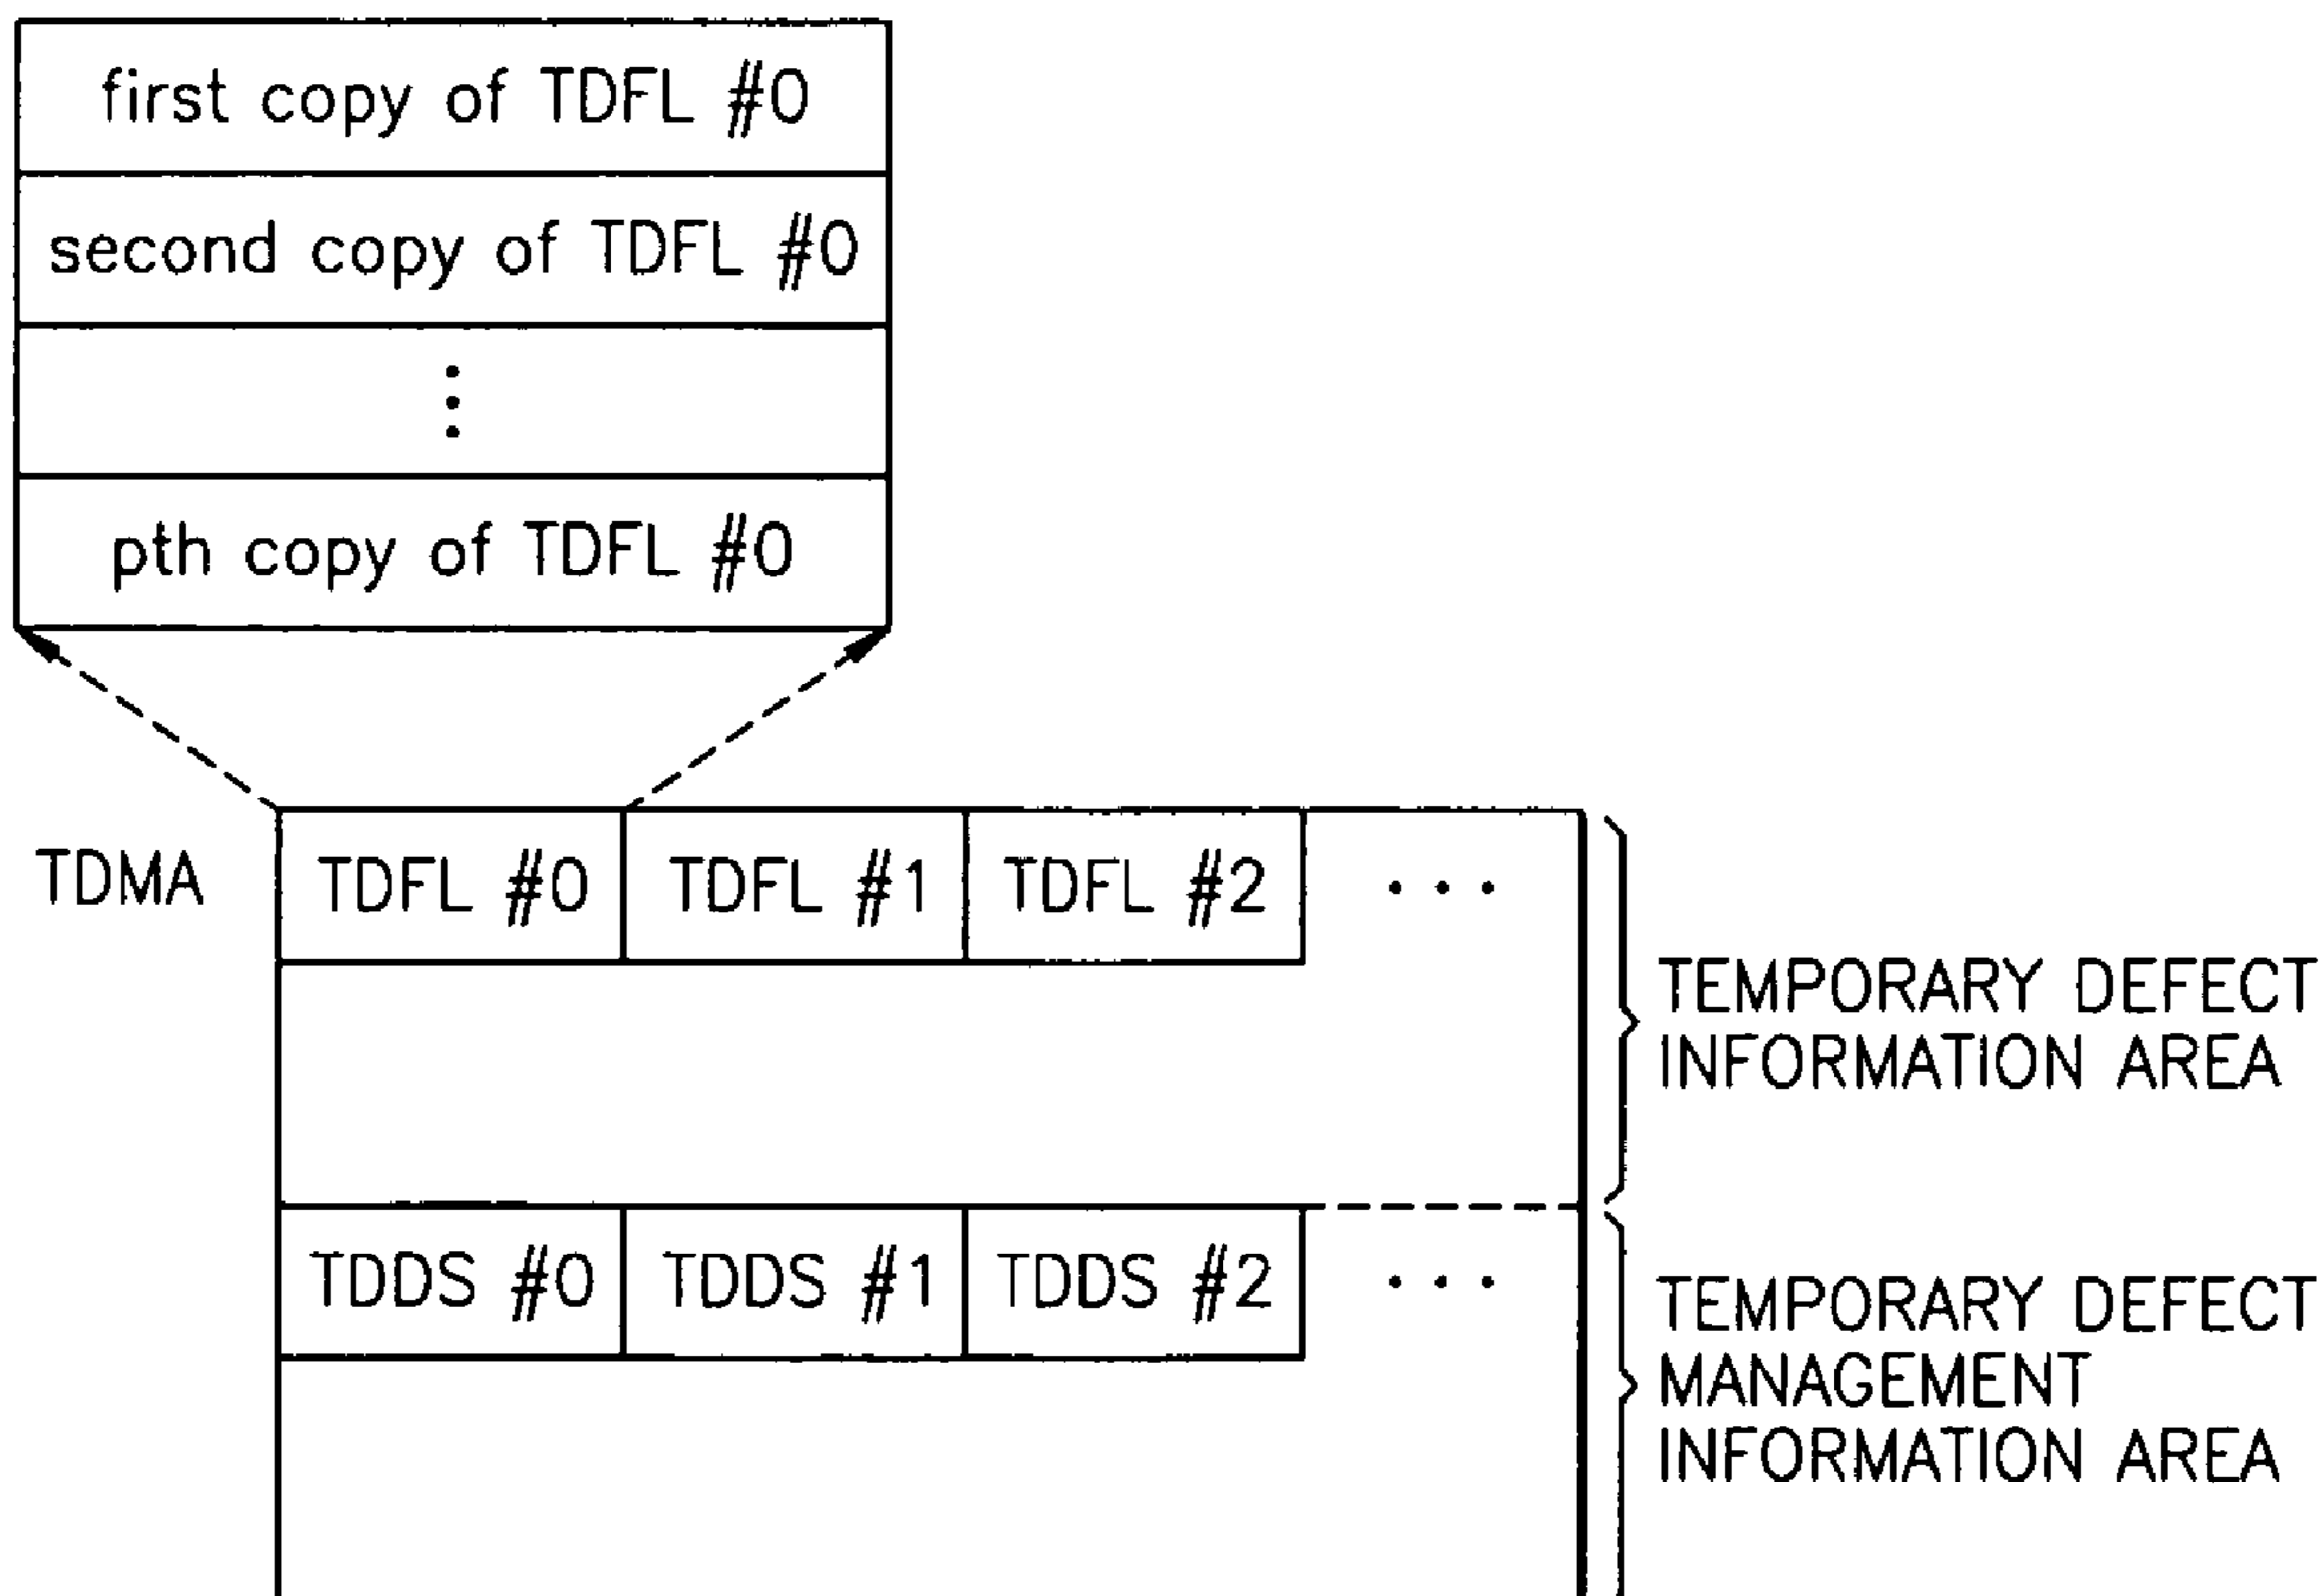 first copy of TDFL #0
second copy of TDFL #0
⋮
pth copy of TDFL #0
TDMA
TDFL #0
TDFL #1
TDFL #2
...
TEMPORARY DEFECT
INFORMATION AREA
TDDS #0
TDDS #1
TDDS #2
...
TEMPORARY DEFECT
MANAGEMENT
INFORMATION AREA